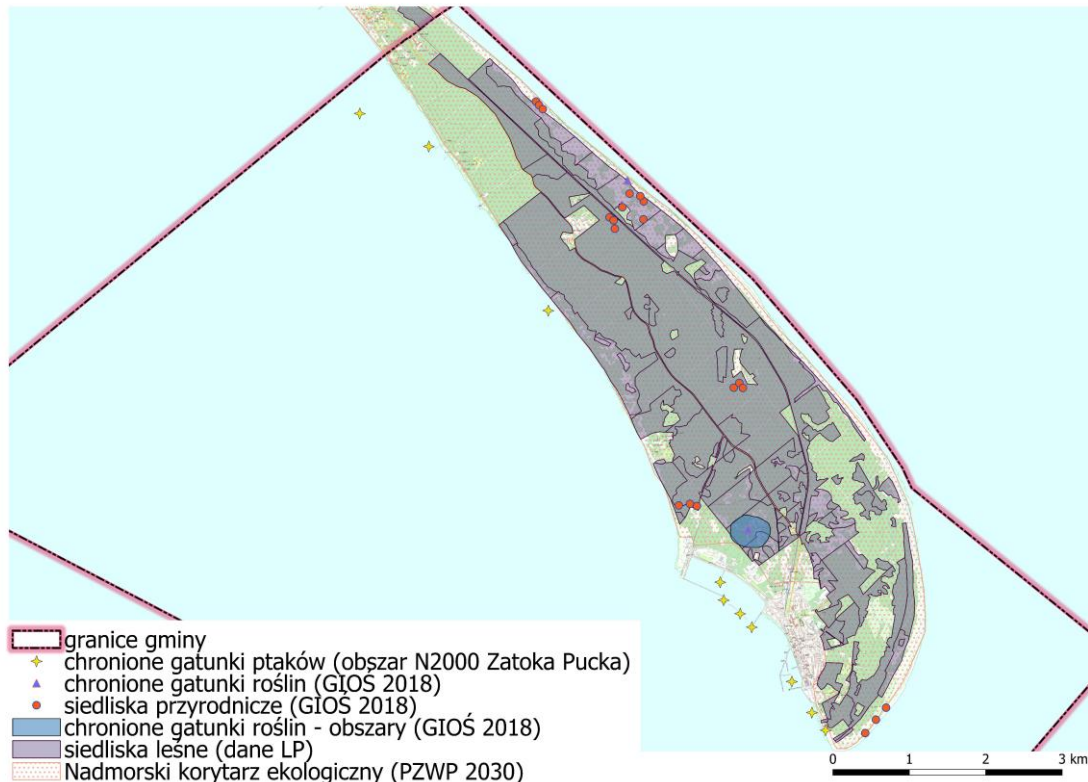 granice gminy
chronione gatunki ptaków (obszar N2000 Zatoka Pucka)
chronione gatunki roślin (GIOŚ 2018)
siedliska przyrodnicze (GIOŚ 2018)
chronione gatunki roślin - obszary (GIOŚ 2018)
siedliska leśne (dane LP)
Nadmorski korytarz ekologiczny (PZWP 2030)
0 1 2 3 km